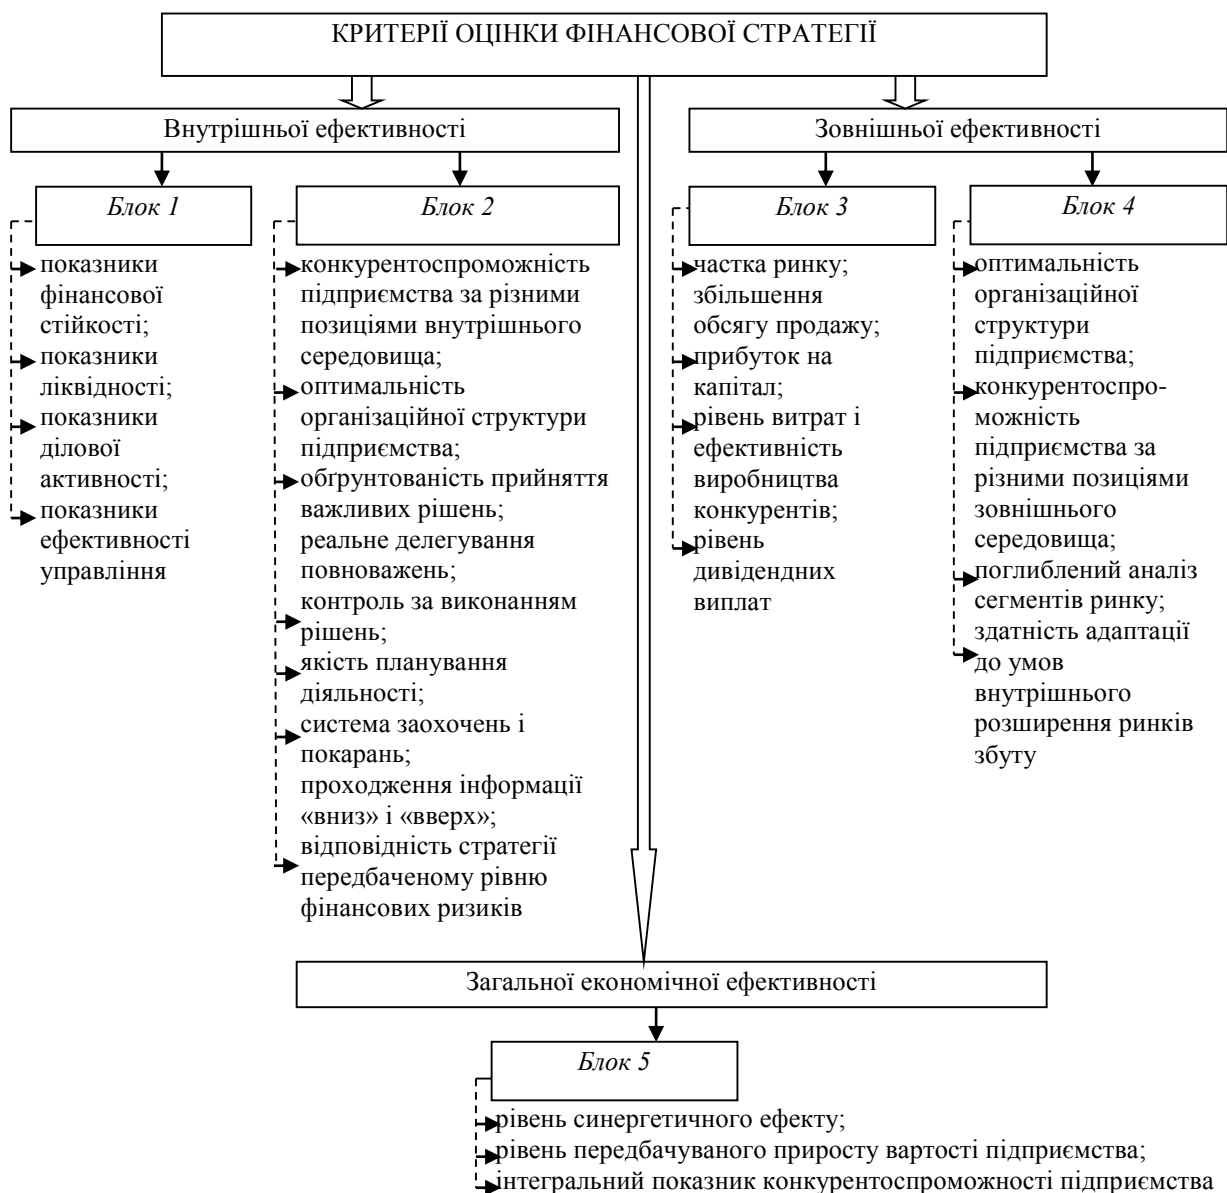 КРИТЕРІЇ ОЦІНКИ ФІНАНСОВОЇ СТРАТЕГІЇ
Внутрішньої ефективності
Зовнішньої ефективності
Блок 1
показники
фінансової
стійкості;
показники
ліквідності;
показники
ділової
активності;
показники
ефективності
управління
Блок 2
конкурентоспроможність
підприємства за різними
позиціями внутрішнього
середовища;
оптимальність
організаційної структури
підприємства;
обґрунтованість прийняття
важливих рішень;
реальне делегування
повноважень;
контроль за виконанням
рішень;
якість планування
діяльності;
система заохочень і
покарань;
проходження інформації
«вниз» і «вверх»;
відповідність стратегії
передбаченому рівню
фінансових ризиків
Блок 3
частка ринку;
збільшення
обсягу продажу;
прибуток на
капітал;
рівень витрат і
ефективність
виробництва
конкурентів;
рівень
дивідендних
виплат
Блок 4
оптимальність
організаційної
структури
підприємства;
конкурентоспро-
можність
підприємства за
різними позиціями
зовнішнього
середовища;
поглиблений аналіз
сегментів ринку;
здатність адаптації
до умов
внутрішнього
розширення ринків
збуту
Загальної економічної ефективності
Блок 5
рівень синергетичного ефекту;
рівень передбачуваного приросту вартості підприємства;
інтегральний показник конкурентоспроможності підприємства